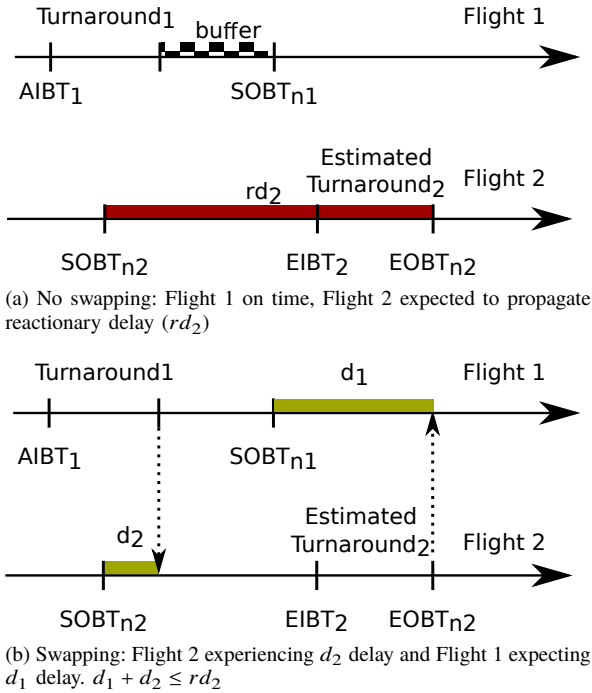 Turnaround1 Flight 1
buffer
AIBT1 SOBTn1
Estimated
rd2 Turnaround2 Flight 2
SOBTn2 EIBT2 EOBTn2
(a) No swapping: Flight 1 on time, Flight 2 expected to propagate
reactionary delay (rd2)
Turnaround1 d1 Flight 1
AIBT1 SOBTn1
Estimated
d2 Turnaround2 Flight 2
SOBTn2 EIBT2 EOBTn2
(b) Swapping: Flight 2 experiencing d2 delay and Flight 1 expecting
d1 delay. d1 + d2 ≤ rd2